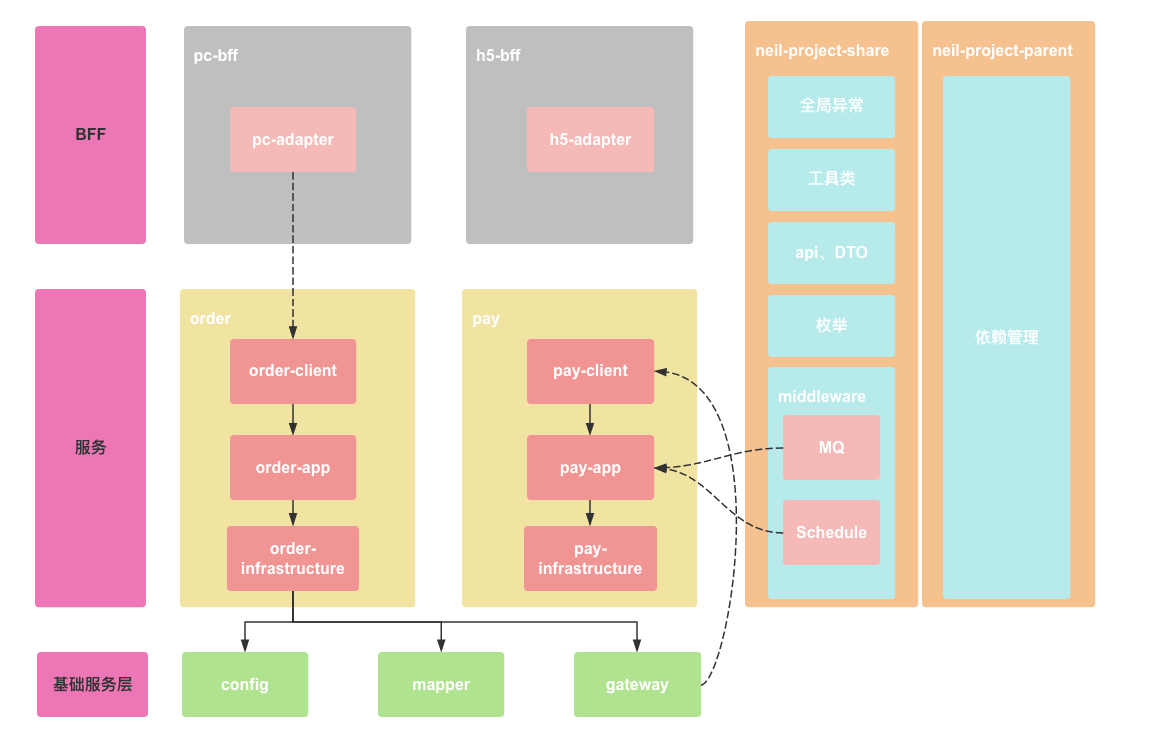 BFF
pc-bff
pc-adapter
h5-bff
h5-adapter
服务
order
order-client
order-app
order-
infrastructure
pay
pay-client
pay-app
pay-
infrastructure
基础服务层
config
mapper
gateway
neil-project-share
全局异常
工具类
api、DTO
枚举
middleware
MQ
Schedule
neil-project-parent
依赖管理